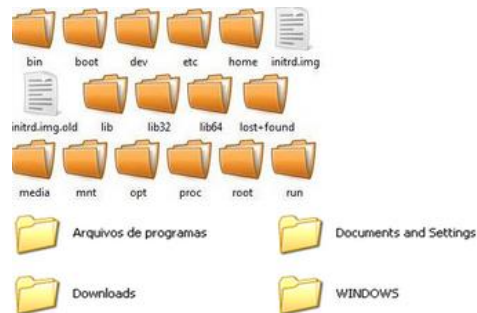 bin boot dev etc home initrd.img
initrd.img.old lib lib32 lib64 lost+found
media mnt opt proc root run
Arquivos de programas Documents and Settings
Downloads WINDOWS